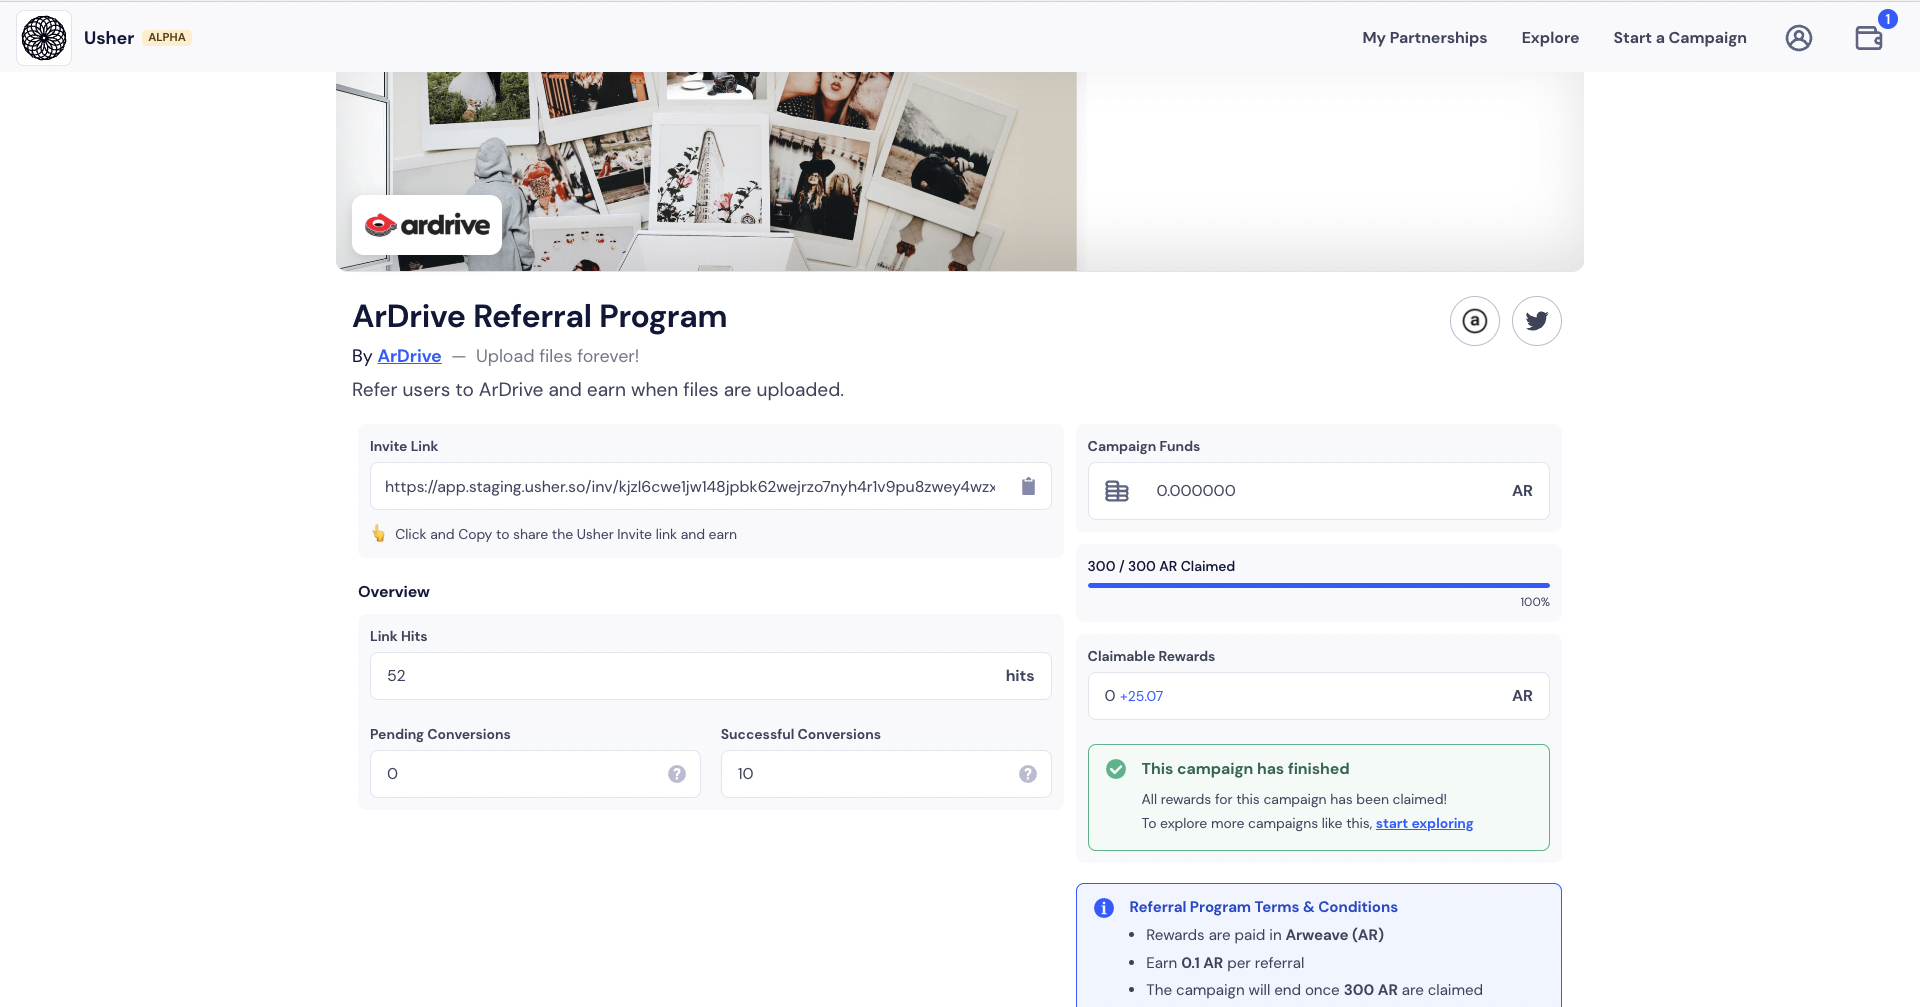 Usher ALPHA
My Partnerships Explore Start a Campaign 1
ardrive
ArDrive Referral Program
By ArDrive — Upload files forever!
Refer users to ArDrive and earn when files are uploaded.
Invite Link
https://app.staging.usher.so/inv/kjzl6cwe1jw148jpbk62wejrzo7nyh4r1v9pu8zwey4wzx
👆 Click and Copy to share the Usher Invite link and earn
Overview
Link Hits
52 hits
Pending Conversions
0 ?
Successful Conversions
10 ?
Campaign Funds
0.000000 AR
300 / 300 AR Claimed
100%
Claimable Rewards
0 +25.07 AR
This campaign has finished
All rewards for this campaign has been claimed!
To explore more campaigns like this, start exploring
Referral Program Terms & Conditions
• Rewards are paid in Arweave (AR)
• Earn 0.1 AR per referral
• The campaign will end once 300 AR are claimed